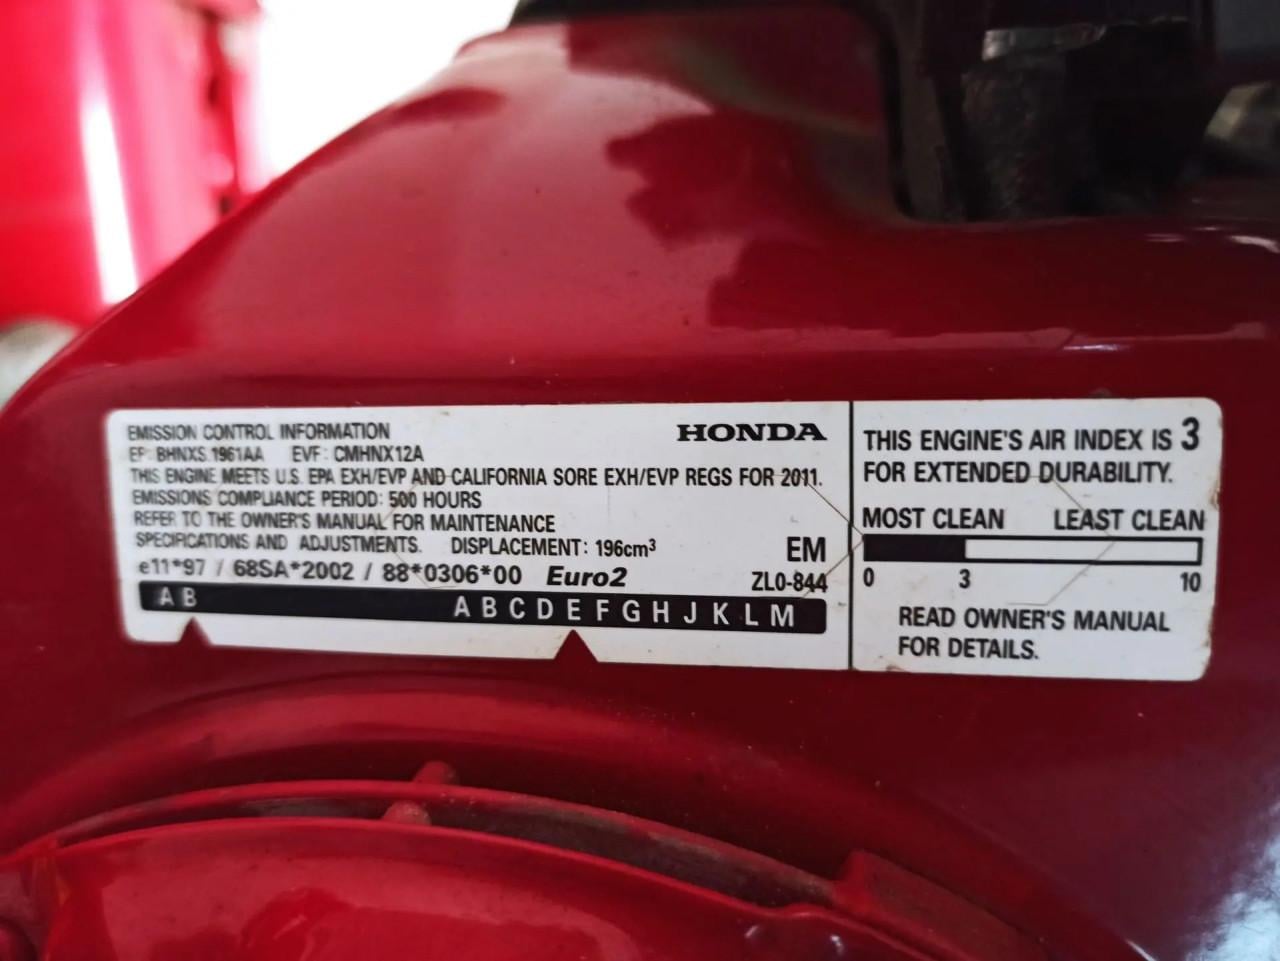 EMISSION CONTROL INFORMATION
HONDA
EF: BHNXS.1961AA EVF: CMHNX12A
THIS ENGINE MEETS U.S. EPA EXH/EVP AND CALIFORNIA SORE EXH/EVP REGS FOR 2011.
EMISSIONS COMPLIANCE PERIOD: 500 HOURS
REFER TO THE OWNER'S MANUAL FOR MAINTENANCE
SPECIFICATIONS AND ADJUSTMENTS. DISPLACEMENT: 196cm³
EM
e11*97 / 68SA*2002 / 88*0306*00 Euro2
ZL0-844
A B
A B C D E F G H J K L M
THIS ENGINE'S AIR INDEX IS 3
FOR EXTENDED DURABILITY.
MOST CLEAN LEAST CLEAN
0 3 10
READ OWNER'S MANUAL
FOR DETAILS.